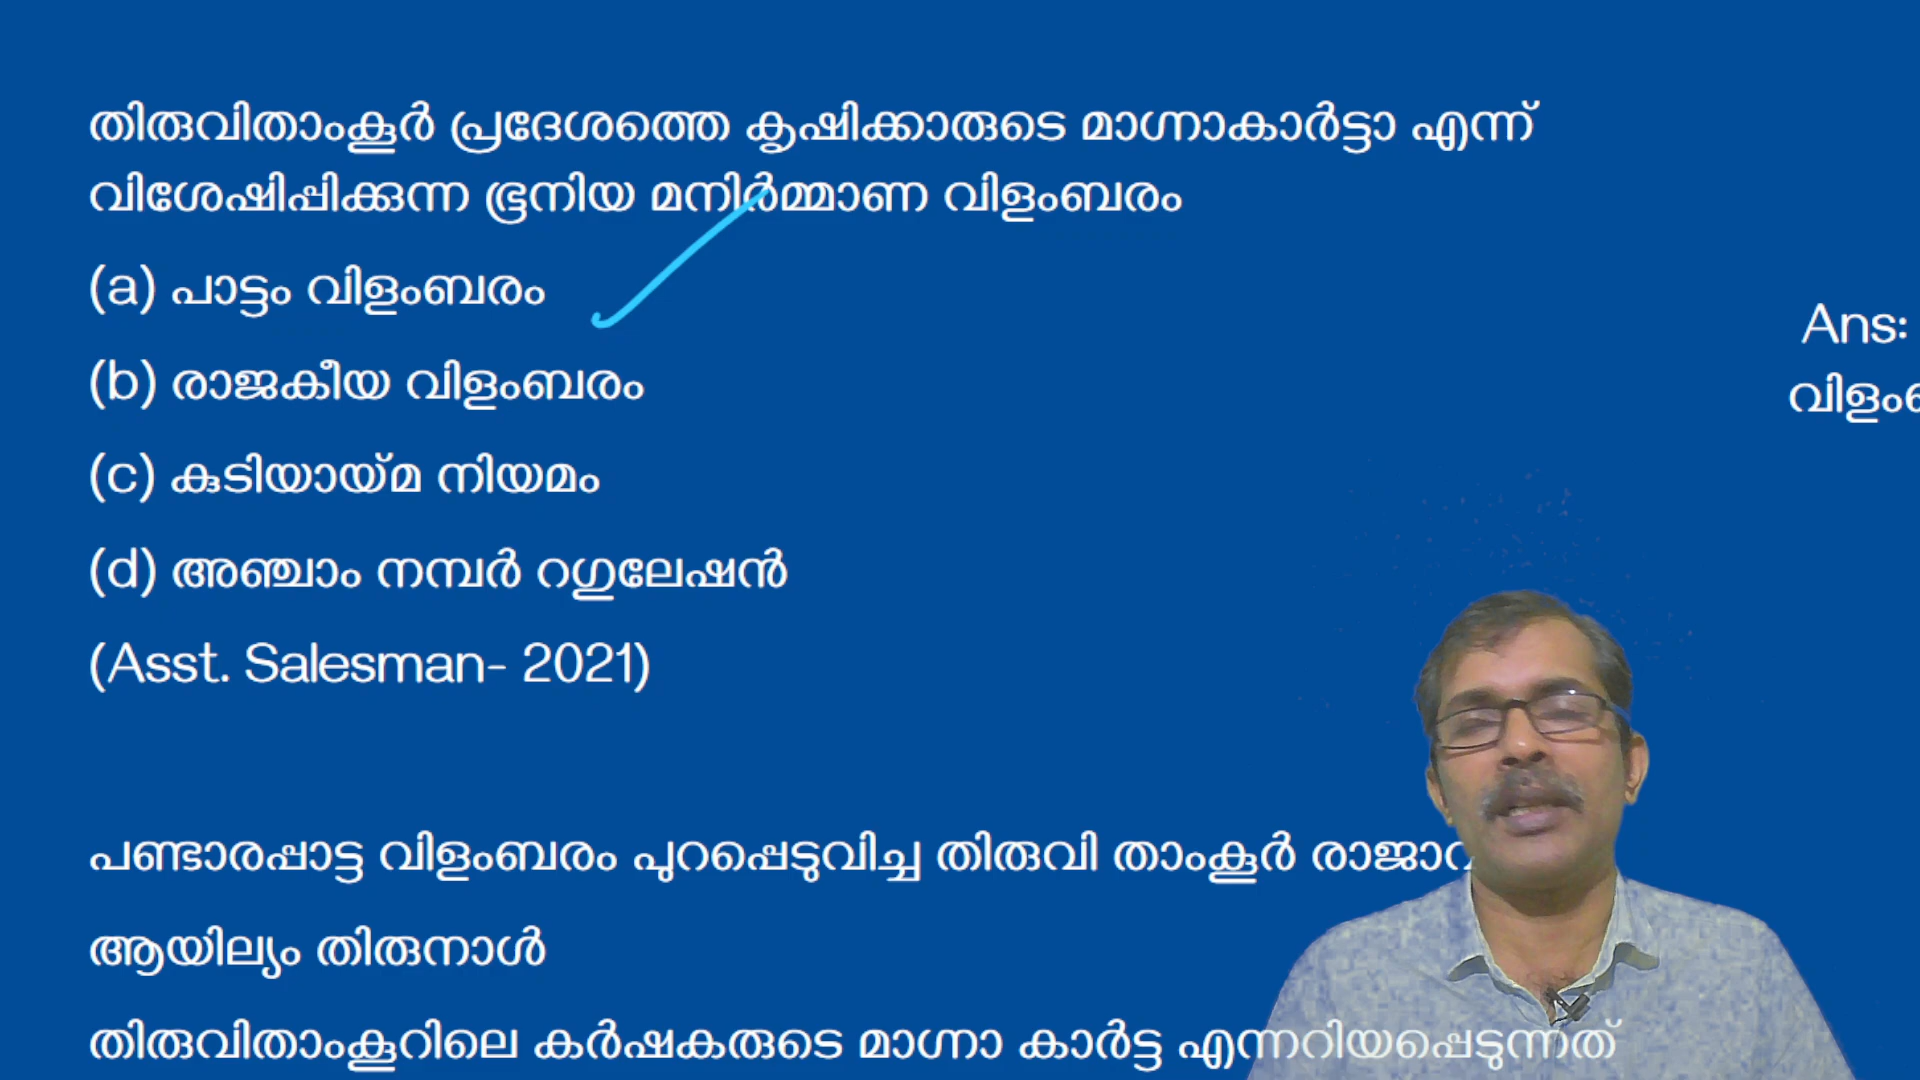 തിരുവിതാംകൂർ പ്രദേശത്തെ കൃഷിക്കാരുടെ മാഗ്നാകാർട്ടാ എന്ന്
വിശേഷിപ്പിക്കുന്ന ഭൂനിയ മനിർമ്മാണ വിളംബരം
(a) പാട്ടം വിളംബരം
Ans:
(b) രാജകീയ വിളംബരം
(c) കുടിയായ്മ നിയമം
(d) അഞ്ചാം നമ്പർ റഗുലേഷൻ
(Asst. Salesman- 2021)
പണ്ടാരപ്പാട്ട വിളംബരം പുറപ്പെടുവിച്ച തിരുവി താംകൂർ
ആയില്യം തിരുനാൾ
തിരുവിതാംകൂറിലെ കർഷകരുടെ മാഗ്നാ കാർട്ട എന്നറിയപ്പെടുന്നത്